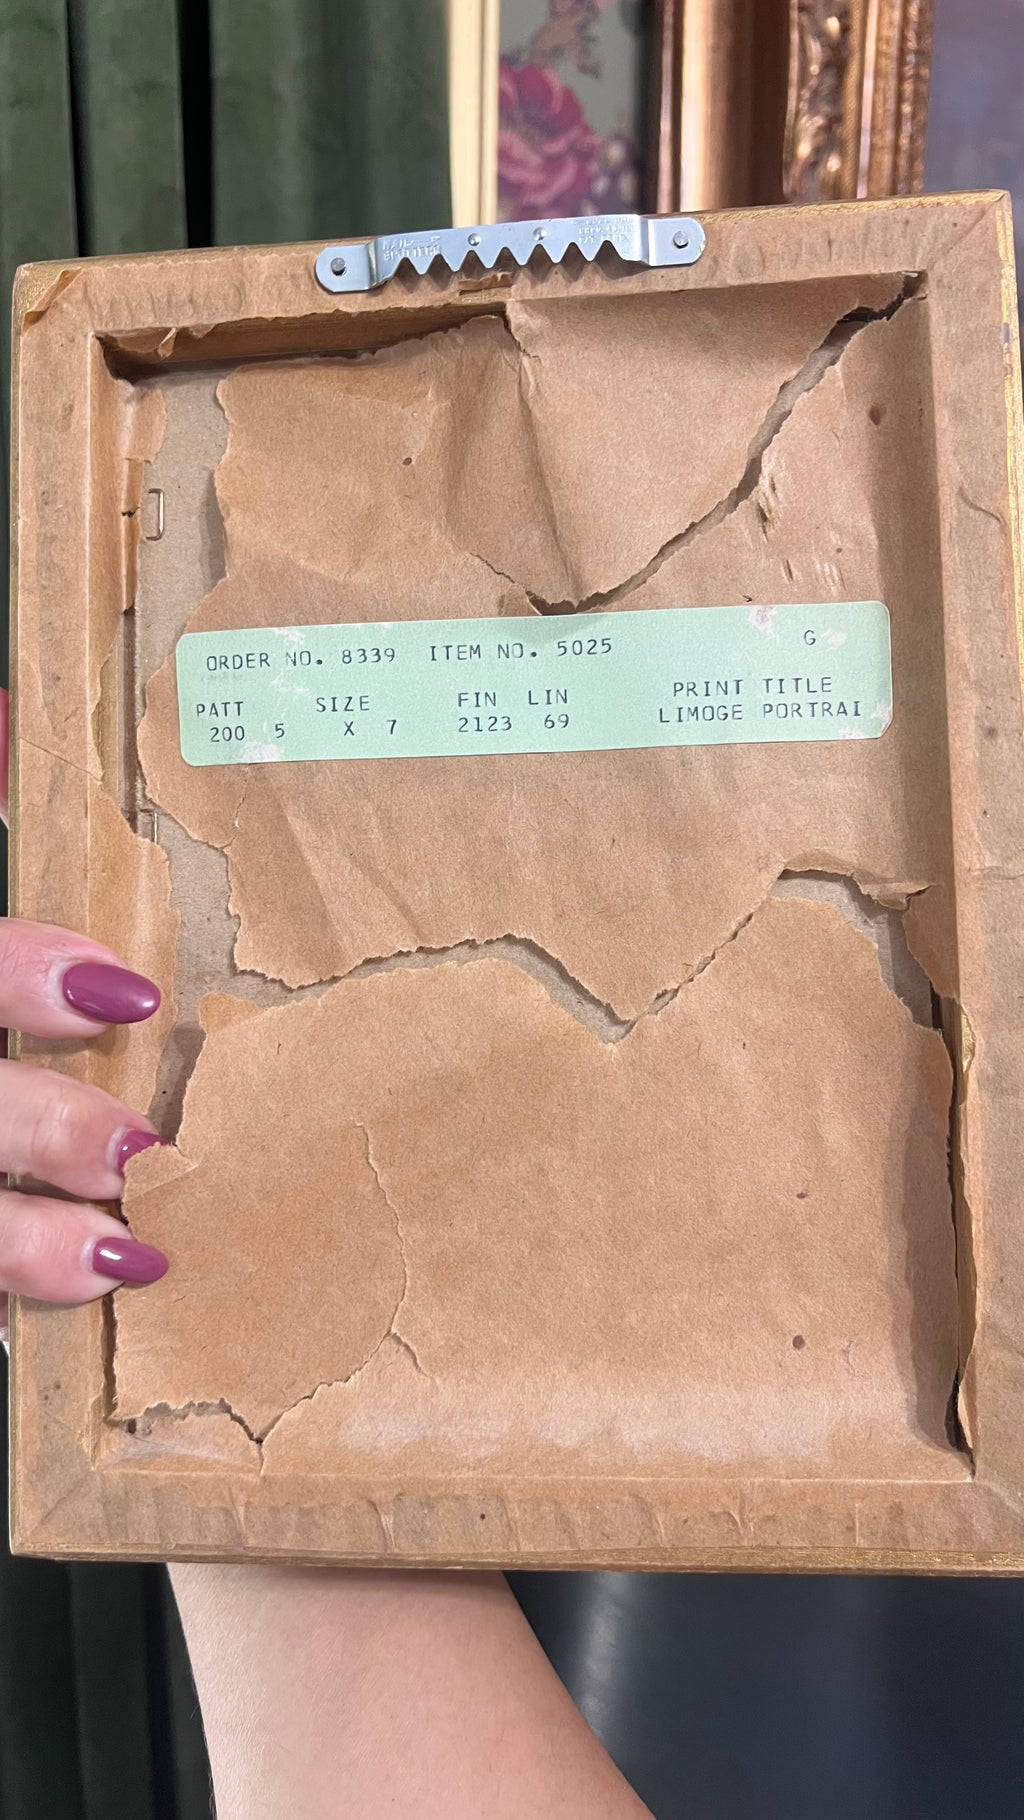 ORDER NO. 8339 ITEM NO. 5025 G
PATT SIZE FIN LIN PRINT TITLE
200 5 X 7 2123 69 LIMOGE PORTRAI